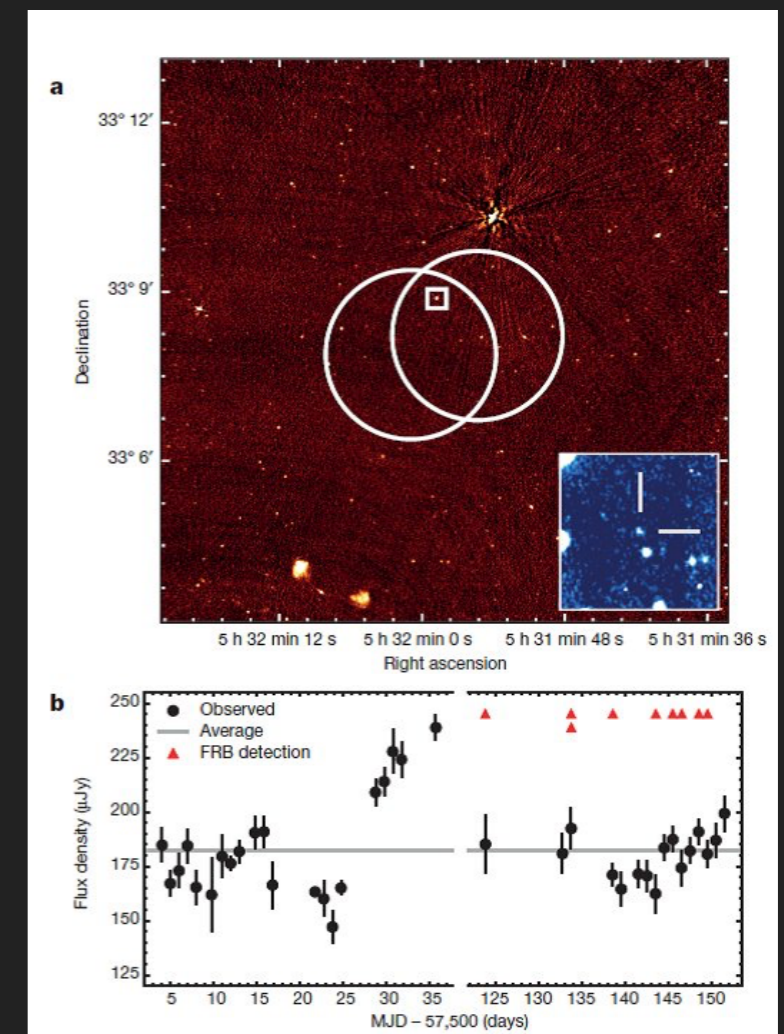 a
33° 12′
33° 9′
33° 6′
Declination
5 h 32 min 12 s 5 h 32 min 0 s 5 h 31 min 48 s 5 h 31 min 36 s
Right ascension
b
Observed
Average
FRB detection
250
225
200
175
150
125
Flux density (μJy)
5 10 15 20 25 30 35 125 130 135 140 145 150
MJD – 57,500 (days)